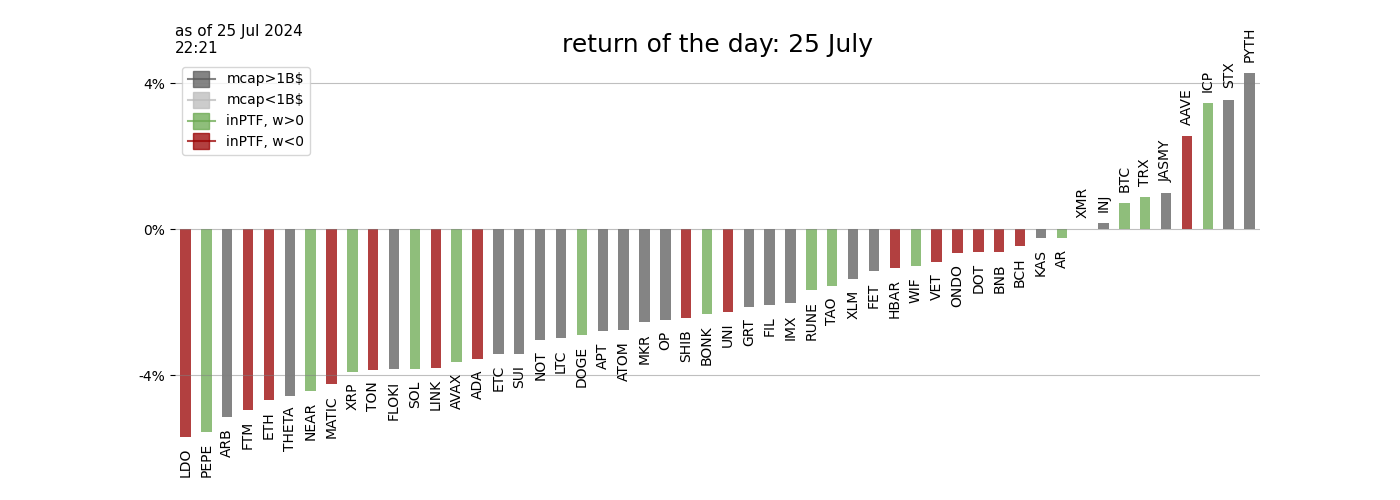 as of 25 Jul 2024
22:21
return of the day: 25 July
mcap>1B$
mcap<1B$
inPTF, w>0
inPTF, w<0
4%
0%
-4%
LDO
PEPE
ARB
FTM
ETH
THETA
NEAR
MATIC
XRP
TON
FLOKI
SOL
LINK
AVAX
ADA
ETC
SUI
NOT
LTC
DOGE
APT
ATOM
MKR
OP
SHIB
BONK
UNI
GRT
FIL
IMX
RUNE
TAO
XLM
FET
HBAR
WIF
VET
ONDO
DOT
BNB
BCH
KAS
AR
XMR
INJ
BTC
TRX
JASMY
AAVE
ICP
STX
PYTH